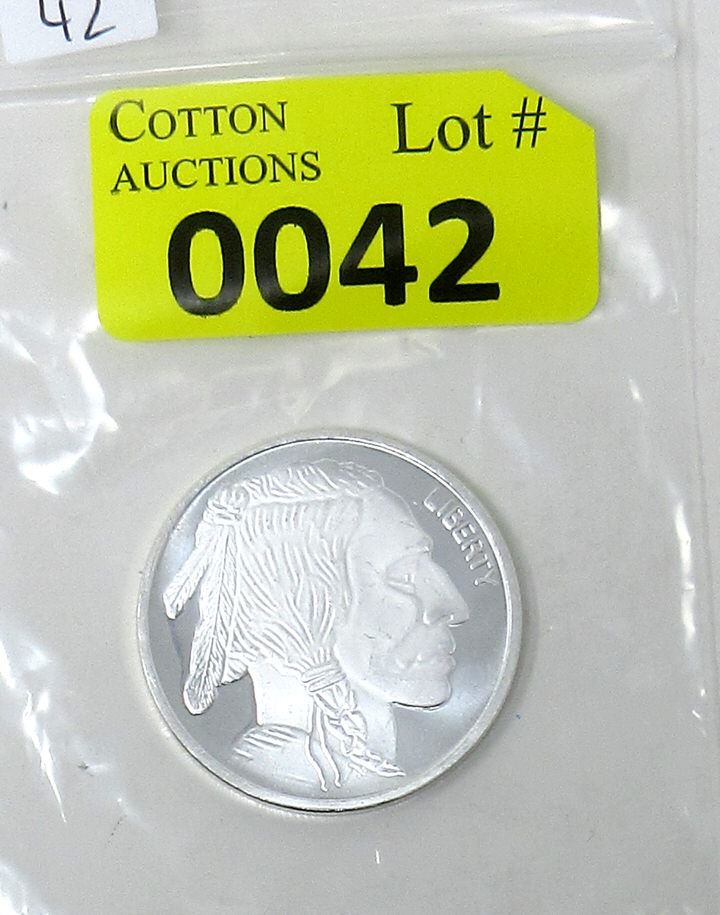 42
COTTON
AUCTIONS
Lot #
0042
LIBERTY